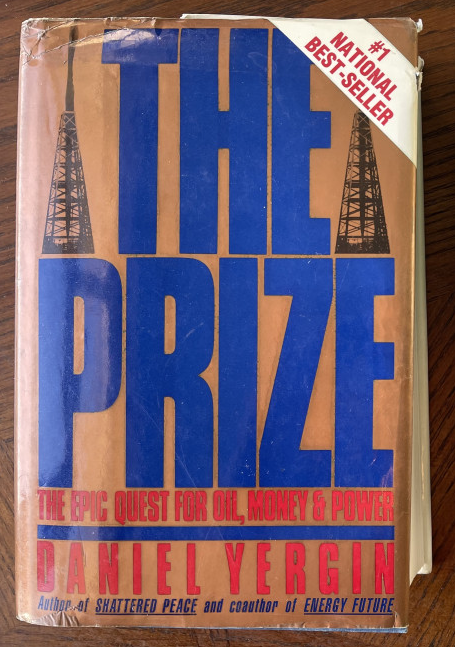 #1
NATIONAL
BEST-SELLER
THE
PRIZE
THE EPIC QUEST FOR OIL, MONEY & POWER
DANIEL YERGIN
Author of SHATTERED PEACE and coauthor of ENERGY FUTURE